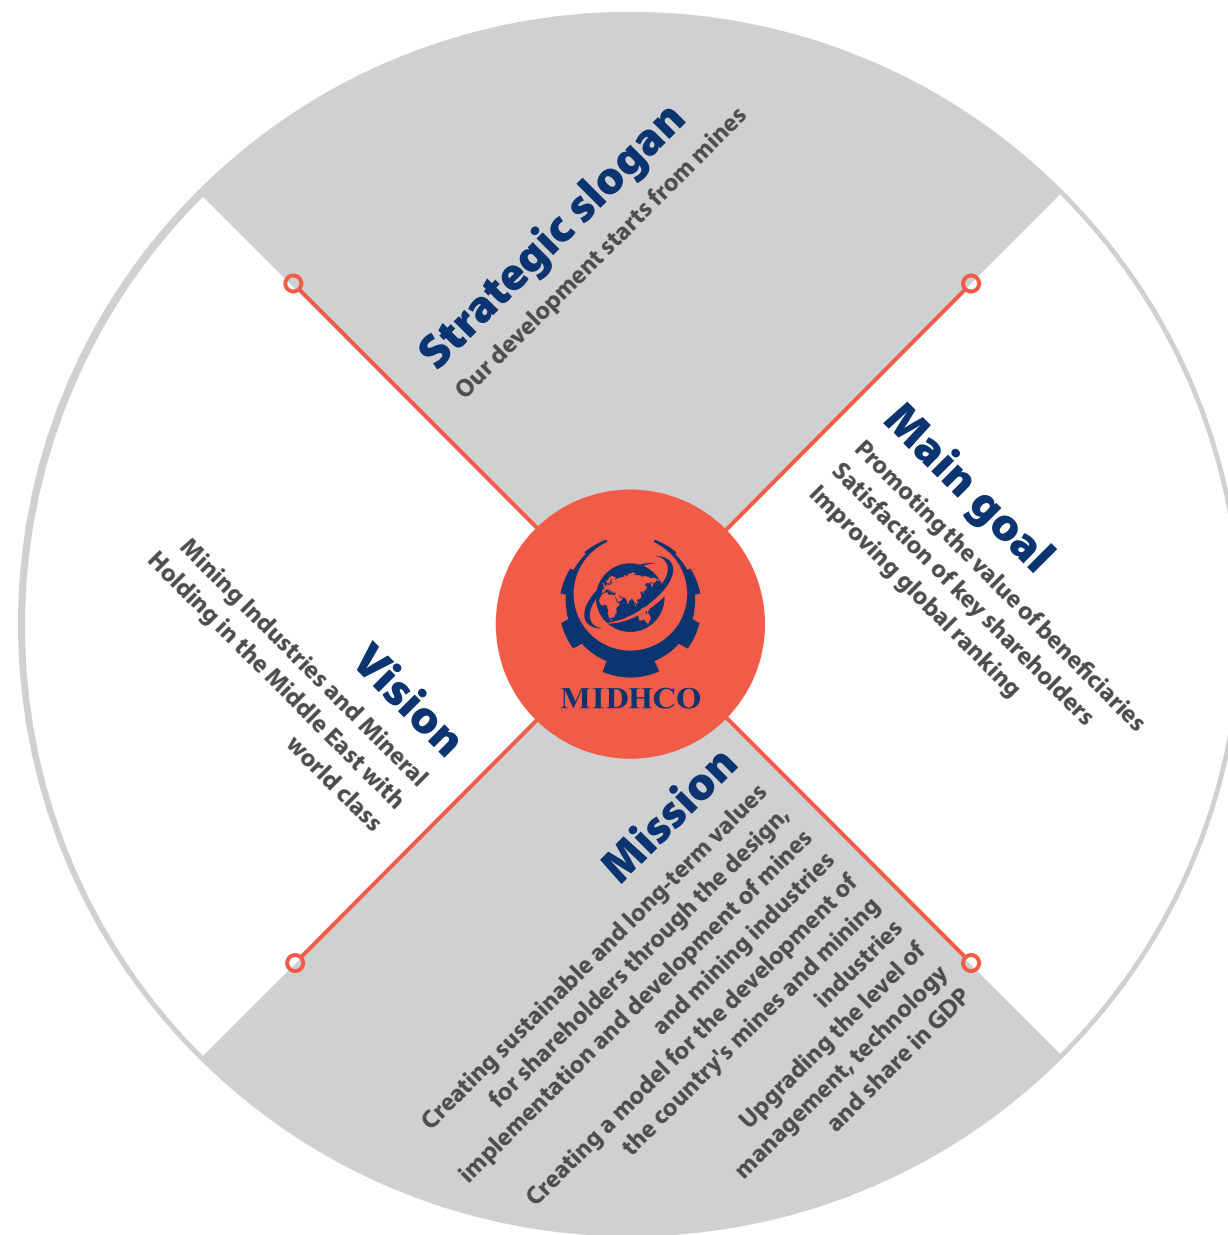 Strategic slogan
Our development starts from mines
Main goal
Promoting the value of beneficiaries
Satisfaction of key shareholders
Improving global ranking
Vision
Mining Industries and Mineral
Holding in the Middle East with
world class
MIDHCO
Mission
Creating sustainable and long-term values
for shareholders through the design,
implementation and development of mines
and mining industries
Creating a model for the development of
the country's mines and mining
industries
Upgrading the level of
management, technology
and share in GDP